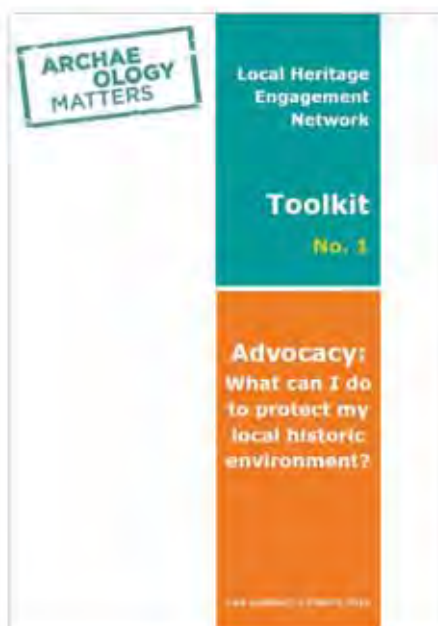 ARCHAE
OLOGY
MATTERS
Local Heritage
Engagement
Network
Toolkit
No. 1
Advocacy:
What can I do
to protect my
local historic
environment?